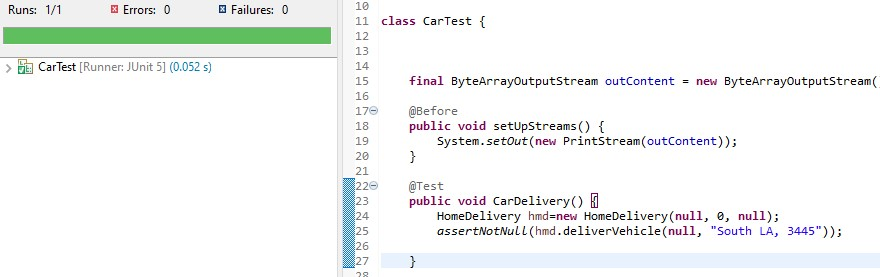 Runs: 1/1 Errors: 0 Failures: 0
CarTest [Runner: JUnit 5] (0.052 s)
10
11 class CarTest {
12
13
14
15 final ByteArrayOutputStream outContent = new ByteArrayOutputStream(
16
17 @Before
18 public void setUpStreams() {
19 System.setOut(new PrintStream(outContent));
20 }
21
22 @Test
23 public void CarDelivery() {
24 HomeDelivery hmd=new HomeDelivery(null, 0, null);
25 assertNotNull(hmd.deliverVehicle(null, "South LA, 3445"));
26
27 }
28